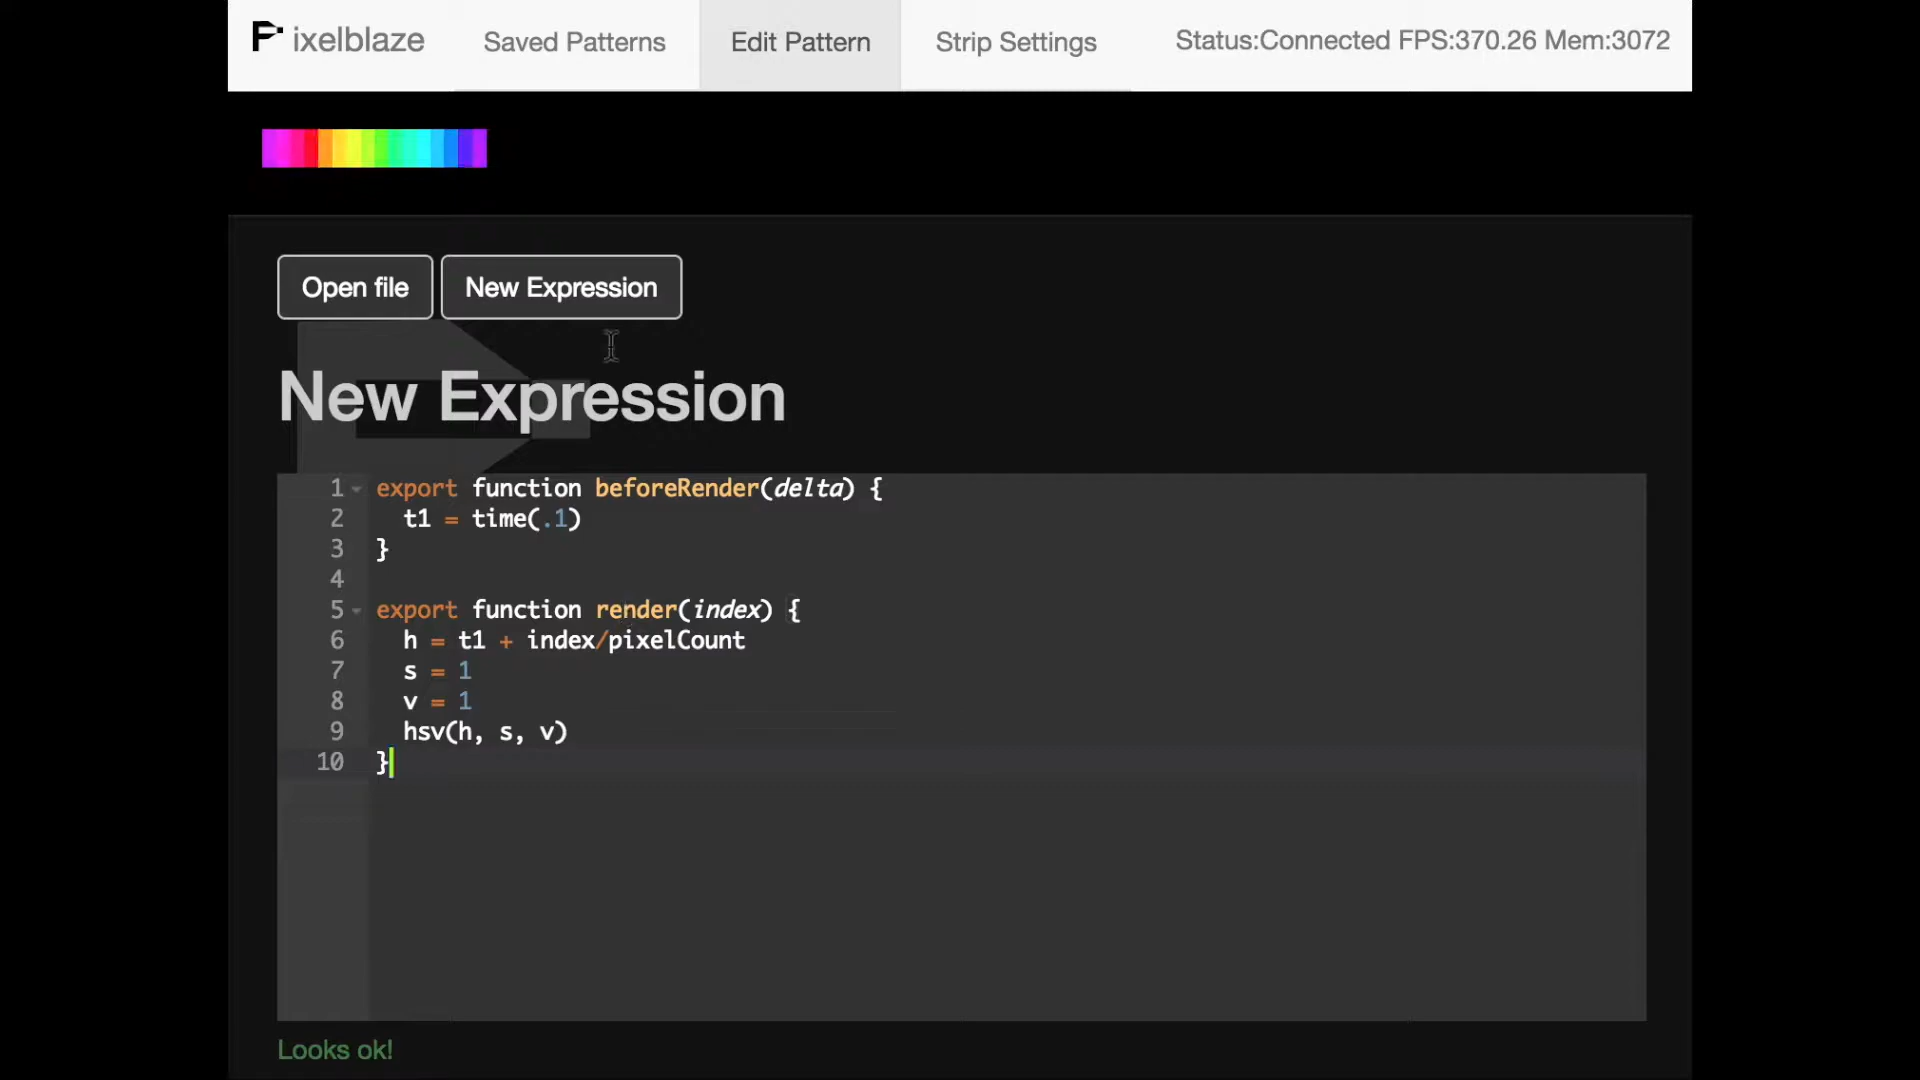 Pixelblaze Saved Patterns Edit Pattern Strip Settings Status:Connected FPS:370.26 Mem:3072
Open file New Expression
New Expression
1 export function beforeRender(delta) {
2 t1 = time(.1)
3 }
4
5 export function render(index) {
6 h = t1 + index/pixelCount
7 s = 1
8 v = 1
9 hsv(h, s, v)
10 }
Looks ok!